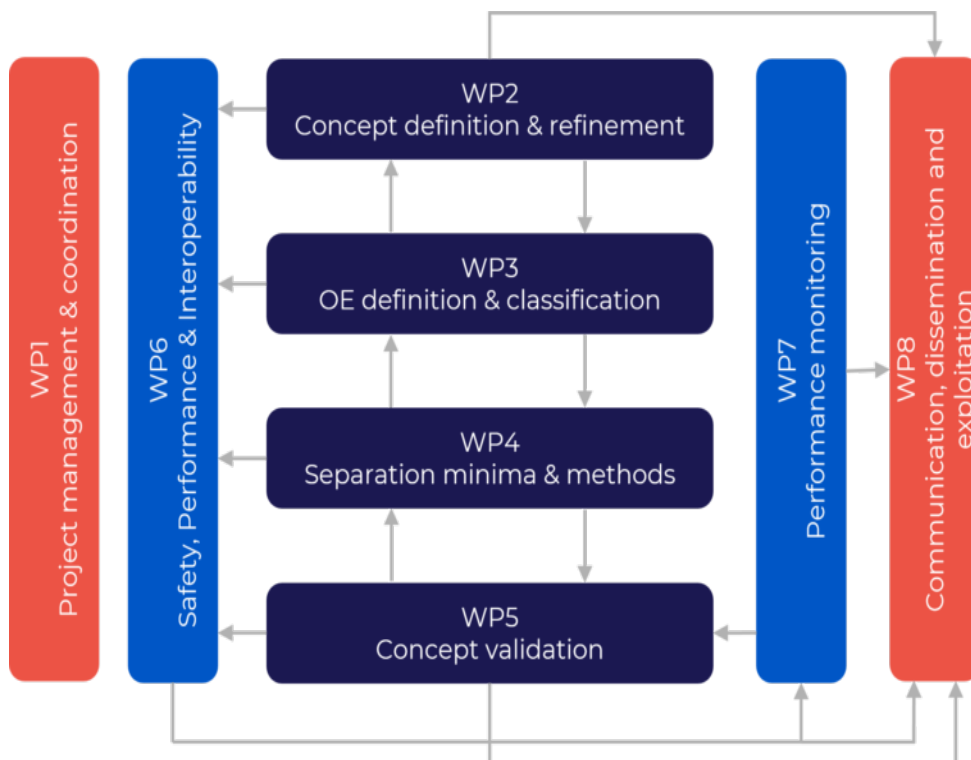 WP1
Project management & coordination
WP6
Safety, Performance & Interoperability
WP2
Concept definition & refinement
WP3
OE definition & classification
WP4
Separation minima & methods
WP5
Concept validation
WP7
Performance monitoring
WP8
Communication, dissemination and
exploitation